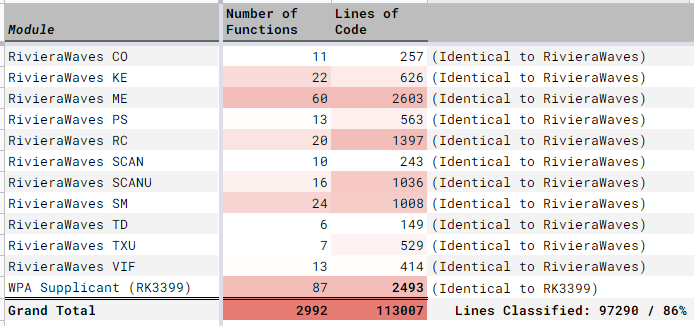 Module Number of Functions Lines of Code
RivieraWaves CO 11 257 (Identical to RivieraWaves)
RivieraWaves KE 22 626 (Identical to RivieraWaves)
RivieraWaves ME 60 2603 (Identical to RivieraWaves)
RivieraWaves PS 13 563 (Identical to RivieraWaves)
RivieraWaves RC 20 1397 (Identical to RivieraWaves)
RivieraWaves SCAN 10 243 (Identical to RivieraWaves)
RivieraWaves SCANU 16 1036 (Identical to RivieraWaves)
RivieraWaves SM 24 1008 (Identical to RivieraWaves)
RivieraWaves TD 6 149 (Identical to RivieraWaves)
RivieraWaves TXU 7 529 (Identical to RivieraWaves)
RivieraWaves VIF 13 414 (Identical to RivieraWaves)
WPA Supplicant (RK3399) 87 2493 (Identical to RK3399)
Grand Total 2992 113007 Lines Classified: 97290 / 86%